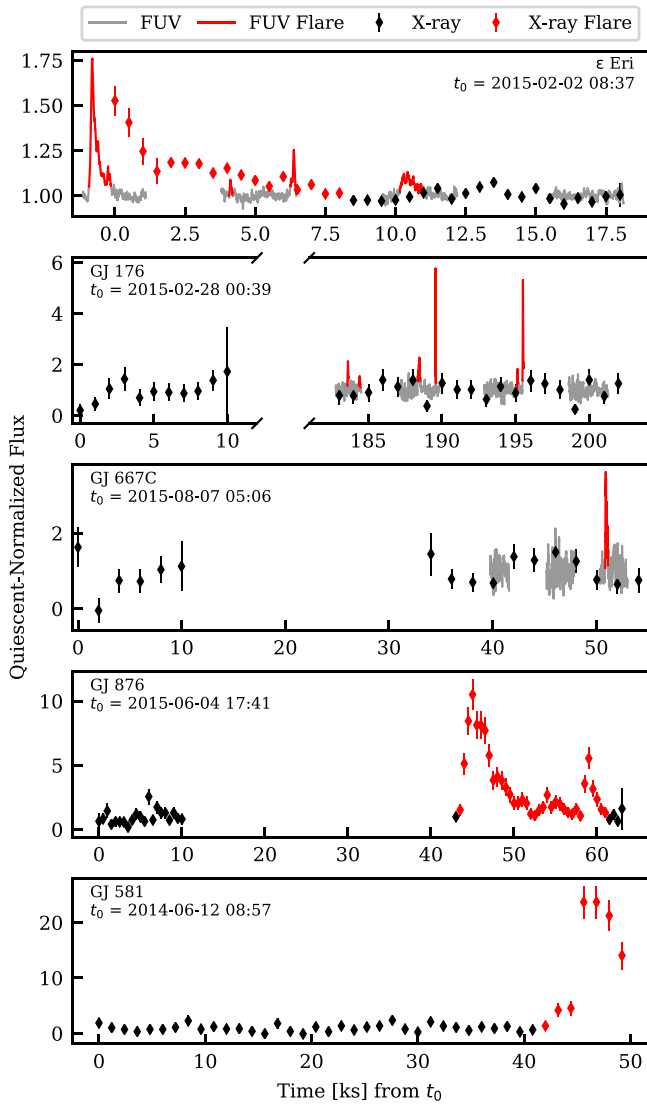 FUV FUV Flare X-ray X-ray Flare
ε Eri
t₀ = 2015-02-02 08:37
1.75
1.50
1.25
1.00
0.0 2.5 5.0 7.5 10.0 12.5 15.0 17.5
GJ 176
t₀ = 2015-02-28 00:39
6
4
2
0
0 5 10 185 190 195 200
GJ 667C
t₀ = 2015-08-07 05:06
2
0
0 10 20 30 40 50
GJ 876
t₀ = 2015-06-04 17:41
10
5
0
0 10 20 30 40 50 60
GJ 581
t₀ = 2014-06-12 08:57
20
10
0
0 10 20 30 40 50
Quiescent-Normalized Flux
Time [ks] from t₀